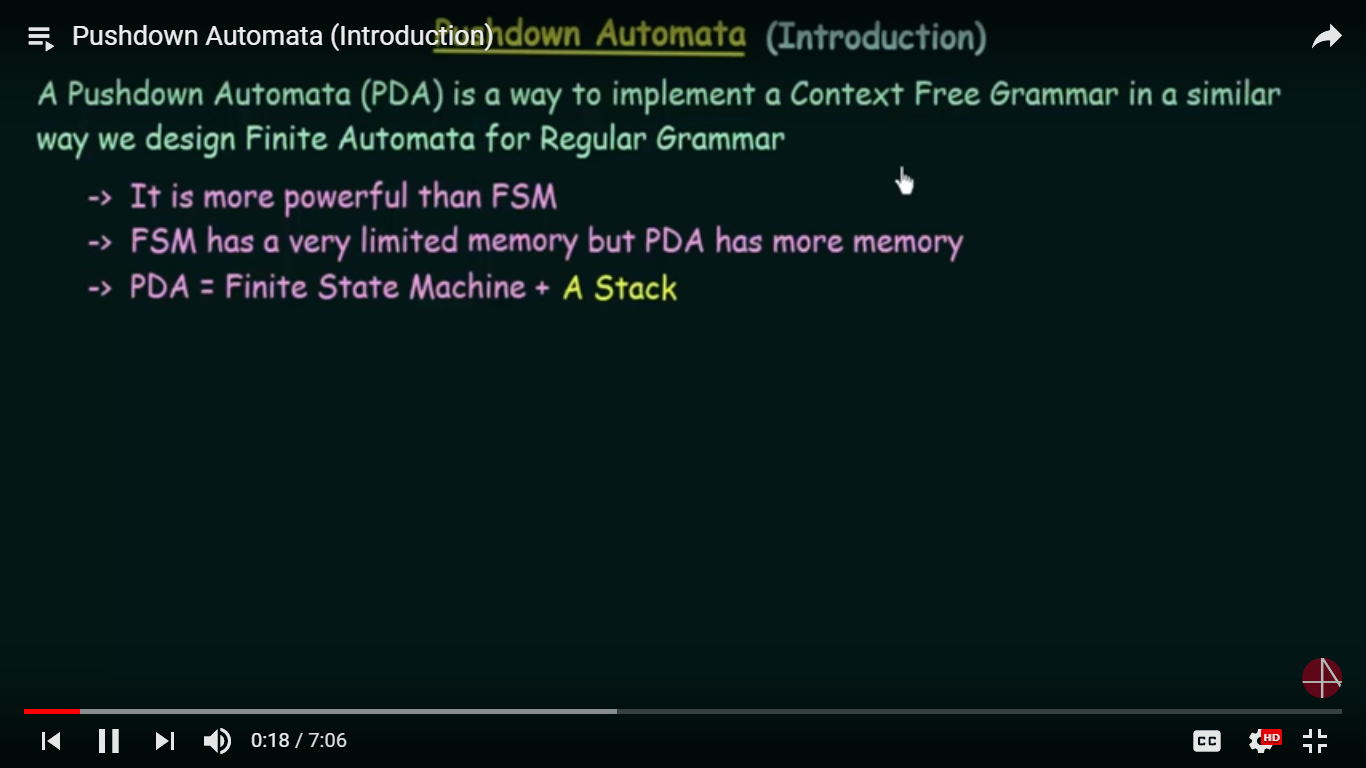 Pushdown Automata (Introduction)
Pushdown Automata (Introduction)
A Pushdown Automata (PDA) is a way to implement a Context Free Grammar in a similar
way we design Finite Automata for Regular Grammar
-> It is more powerful than FSM
-> FSM has a very limited memory but PDA has more memory
-> PDA = Finite State Machine + A Stack
0:18 / 7:06
CC
HD